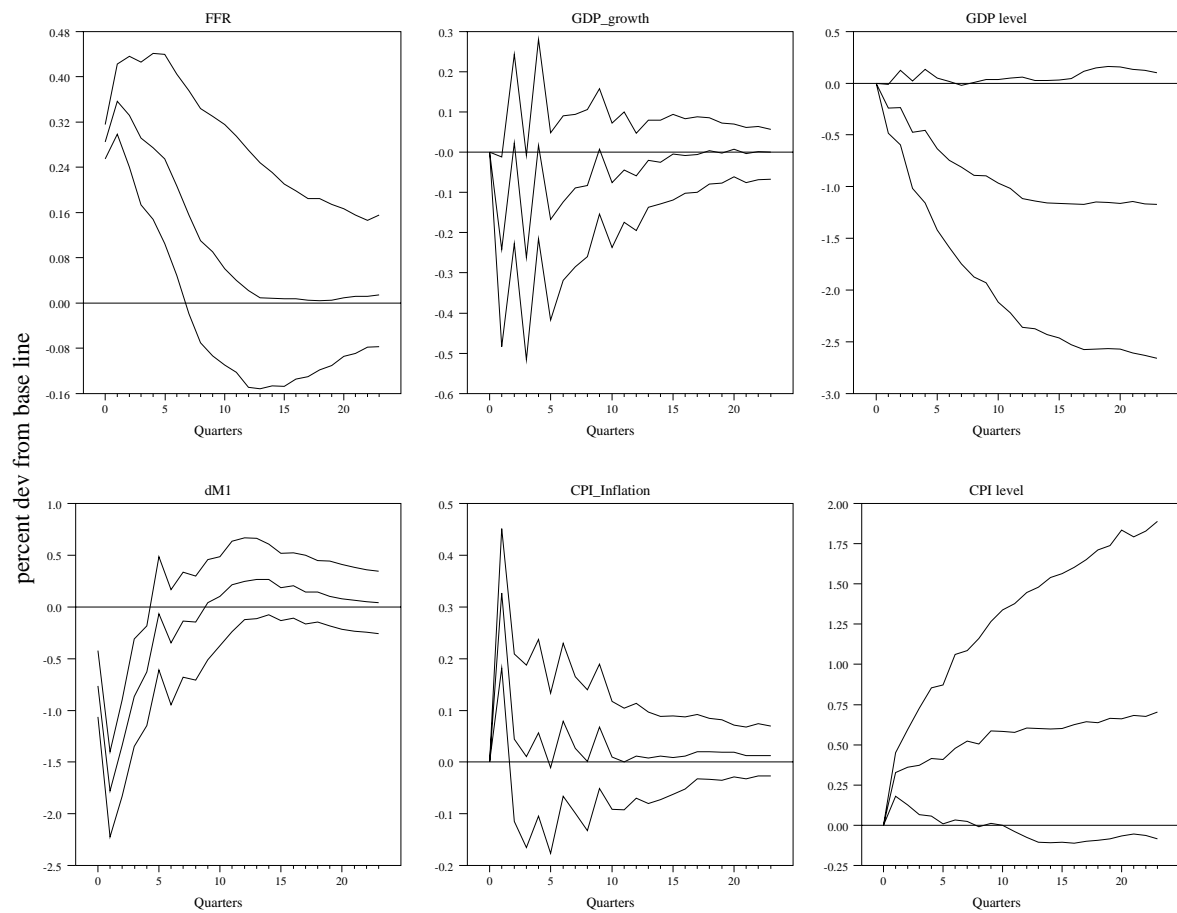 FFR
0.48
0.40
0.32
0.24
0.16
0.08
0.00
-0.08
-0.16
0 5 10 15 20
Quarters
GDP_growth
0.3
0.2
0.1
-0.0
-0.1
-0.2
-0.3
-0.4
-0.5
-0.6
0 5 10 15 20
Quarters
GDP level
0.5
0.0
-0.5
-1.0
-1.5
-2.0
-2.5
-3.0
0 5 10 15 20
Quarters
percent dev from base line
dM1
1.0
0.5
0.0
-0.5
-1.0
-1.5
-2.0
-2.5
0 5 10 15 20
Quarters
CPI_Inflation
0.5
0.4
0.3
0.2
0.1
0.0
-0.1
-0.2
0 5 10 15 20
Quarters
CPI level
2.00
1.75
1.50
1.25
1.00
0.75
0.50
0.25
0.00
-0.25
0 5 10 15 20
Quarters